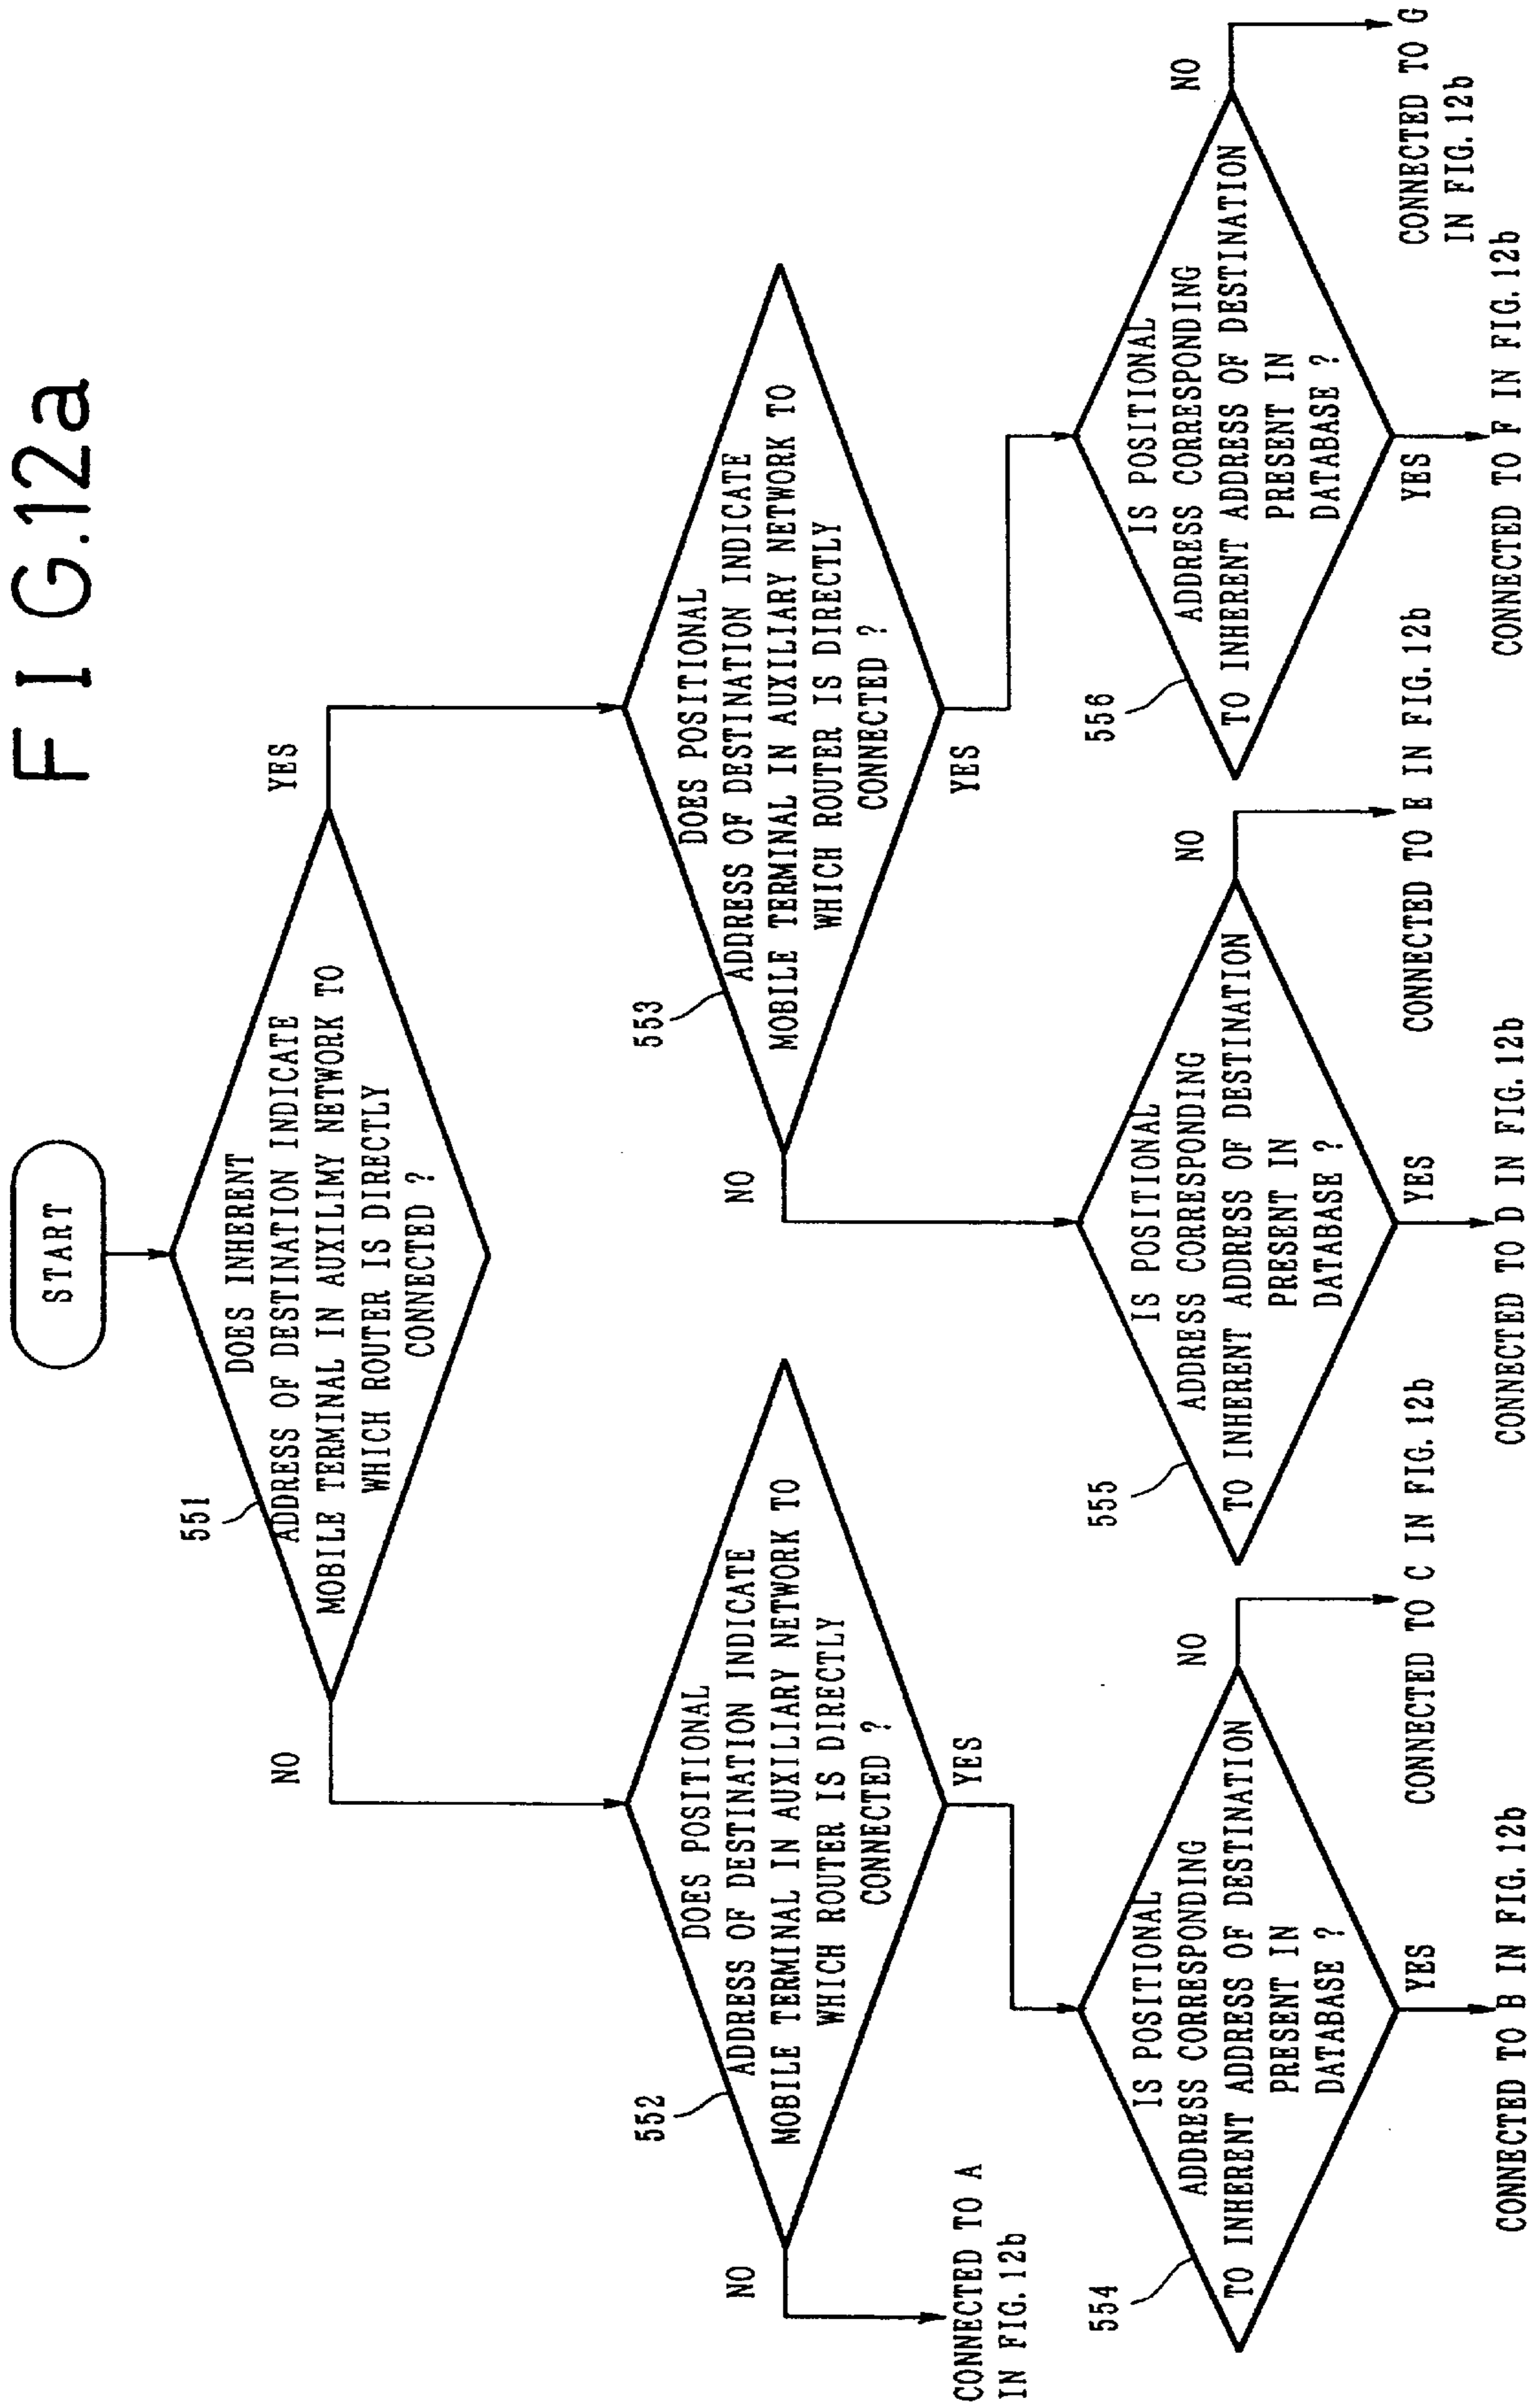 FIG.12a
START
551
DOES INHERENT
ADDRESS OF DESTINATION INDICATE
MOBILE TERMINAL IN AUXILIMY NETWORK TO
WHICH ROUTER IS DIRECTLY
CONNECTED ?
NO
YES
552
DOES POSITIONAL
ADDRESS OF DESTINATION INDICATE
MOBILE TERMINAL IN AUXILIARY NETWORK TO
WHICH ROUTER IS DIRECTLY
CONNECTED ?
NO
YES
CONNECTED TO A
IN FIG.12b
553
DOES POSITIONAL
ADDRESS OF DESTINATION INDICATE
MOBILE TERMINAL IN AUXILIARY NETWORK TO
WHICH ROUTER IS DIRECTLY
CONNECTED ?
NO
YES
554
IS POSITIONAL
ADDRESS CORRESPONDING
TO INHERENT ADDRESS OF DESTINATION
PRESENT IN
DATABASE ?
NO
YES
CONNECTED TO C IN FIG.12b
CONNECTED TO B IN FIG.12b
555
IS POSITIONAL
ADDRESS CORRESPONDING
TO INHERENT ADDRESS OF DESTINATION
PRESENT IN
DATABASE ?
NO
YES
CONNECTED TO E IN FIG.12b
CONNECTED TO D IN FIG.12b
556
IS POSITIONAL
ADDRESS CORRESPONDING
TO INHERENT ADDRESS OF DESTINATION
PRESENT IN
DATABASE ?
NO
YES
CONNECTED TO G
IN FIG.12b
CONNECTED TO F IN FIG.12b